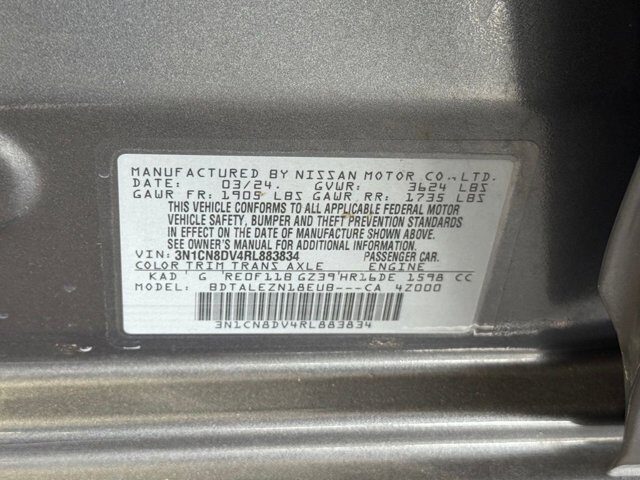 MANUFACTURED BY NISSAN MOTOR CO.,LTD.
DATE: 03/24. GVWR: 3624 LBS
GAWR FR: 1909 LBS GAWR RR: 1735 LBS
THIS VEHICLE CONFORMS TO ALL APPLICABLE FEDERAL MOTOR
VEHICLE SAFETY, BUMPER AND THEFT PREVENTION STANDARDS
IN EFFECT ON THE DATE OF MANUFACTURE SHOWN ABOVE.
SEE OWNER'S MANUAL FOR ADDITIONAL INFORMATION
VIN: 3N1CN8DV4RL883834 PASSENGER CAR.
COLOR TRIM TRANS AXLE ENGINE
KAD ' G 'RE0F11B GZ39'HR16DE 1598 CC
MODEL: BDTALEZN18EUB---CA 4Z000
3N1CN8DV4RL883834